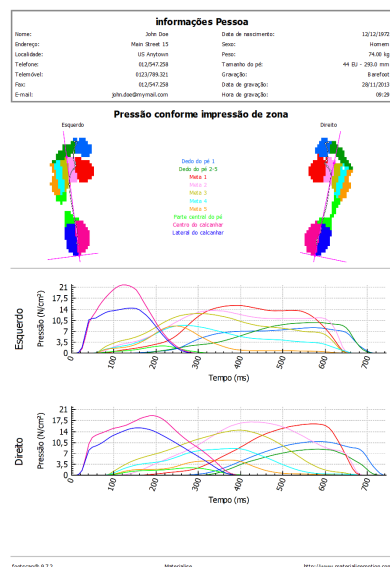 informações Pessoa
Nome: John Doe Data de nascimento: 12/12/1972
Endereço: Main Street 15 Sexo: Homem
Localidade: US Anytown Peso: 74.00 kg
Telefone: 012/547.258 Tamanho do pé: 44 EU - 293.0 mm
Telemóvel: 0123/789.321 Gravação: Barefoot
Fax: 012/547.258 Data de gravação: 28/11/2013
E-mail: john.doe@mymail.com Hora de gravação: 09:29
Pressão conforme impressão de zona
Esquerdo Direito
Dedo do pé 1
Dedo do pé 2-5
Meta 1
Meta 2
Meta 3
Meta 4
Meta 5
Parte central do pé
Centro do calcanhar
Lateral do calcanhar
Esquerdo
Pressão (N/cm²)
21
17,5
14
10,5
7
3,5
0
0 100 200 300 400 500 600 700
Tempo (ms)
Direito
Pressão (N/cm²)
21
17,5
14
10,5
7
3,5
0
0 100 200 300 400 500 600 700
Tempo (ms)